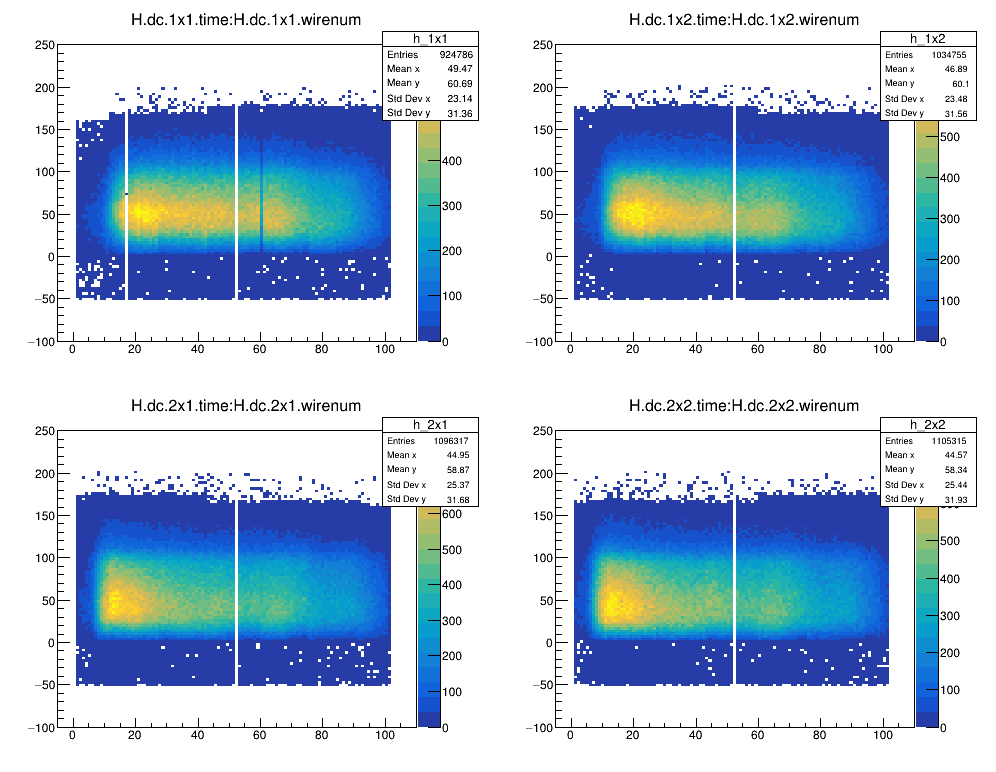 H.dc.1x1.time:H.dc.1x1.wirenum
h_1x1
Entries 924786
Mean x 49.47
Mean y 60.69
Std Dev x 23.14
Std Dev y 31.36
250
200
150
100
50
0
−50
−100
0 20 40 60 80 100
400
300
200
100
0
H.dc.1x2.time:H.dc.1x2.wirenum
h_1x2
Entries 1034755
Mean x 46.89
Mean y 60.1
Std Dev x 23.48
Std Dev y 31.56
250
200
150
100
50
0
−50
−100
0 20 40 60 80 100
500
400
300
200
100
0
H.dc.2x1.time:H.dc.2x1.wirenum
h_2x1
Entries 1096317
Mean x 44.95
Mean y 58.87
Std Dev x 25.37
Std Dev y 31.68
250
200
150
100
50
0
−50
−100
0 20 40 60 80 100
600
500
400
300
200
100
0
H.dc.2x2.time:H.dc.2x2.wirenum
h_2x2
Entries 1105315
Mean x 44.57
Mean y 58.34
Std Dev x 25.44
Std Dev y 31.93
250
200
150
100
50
0
−50
−100
0 20 40 60 80 100
500
400
300
200
100
0